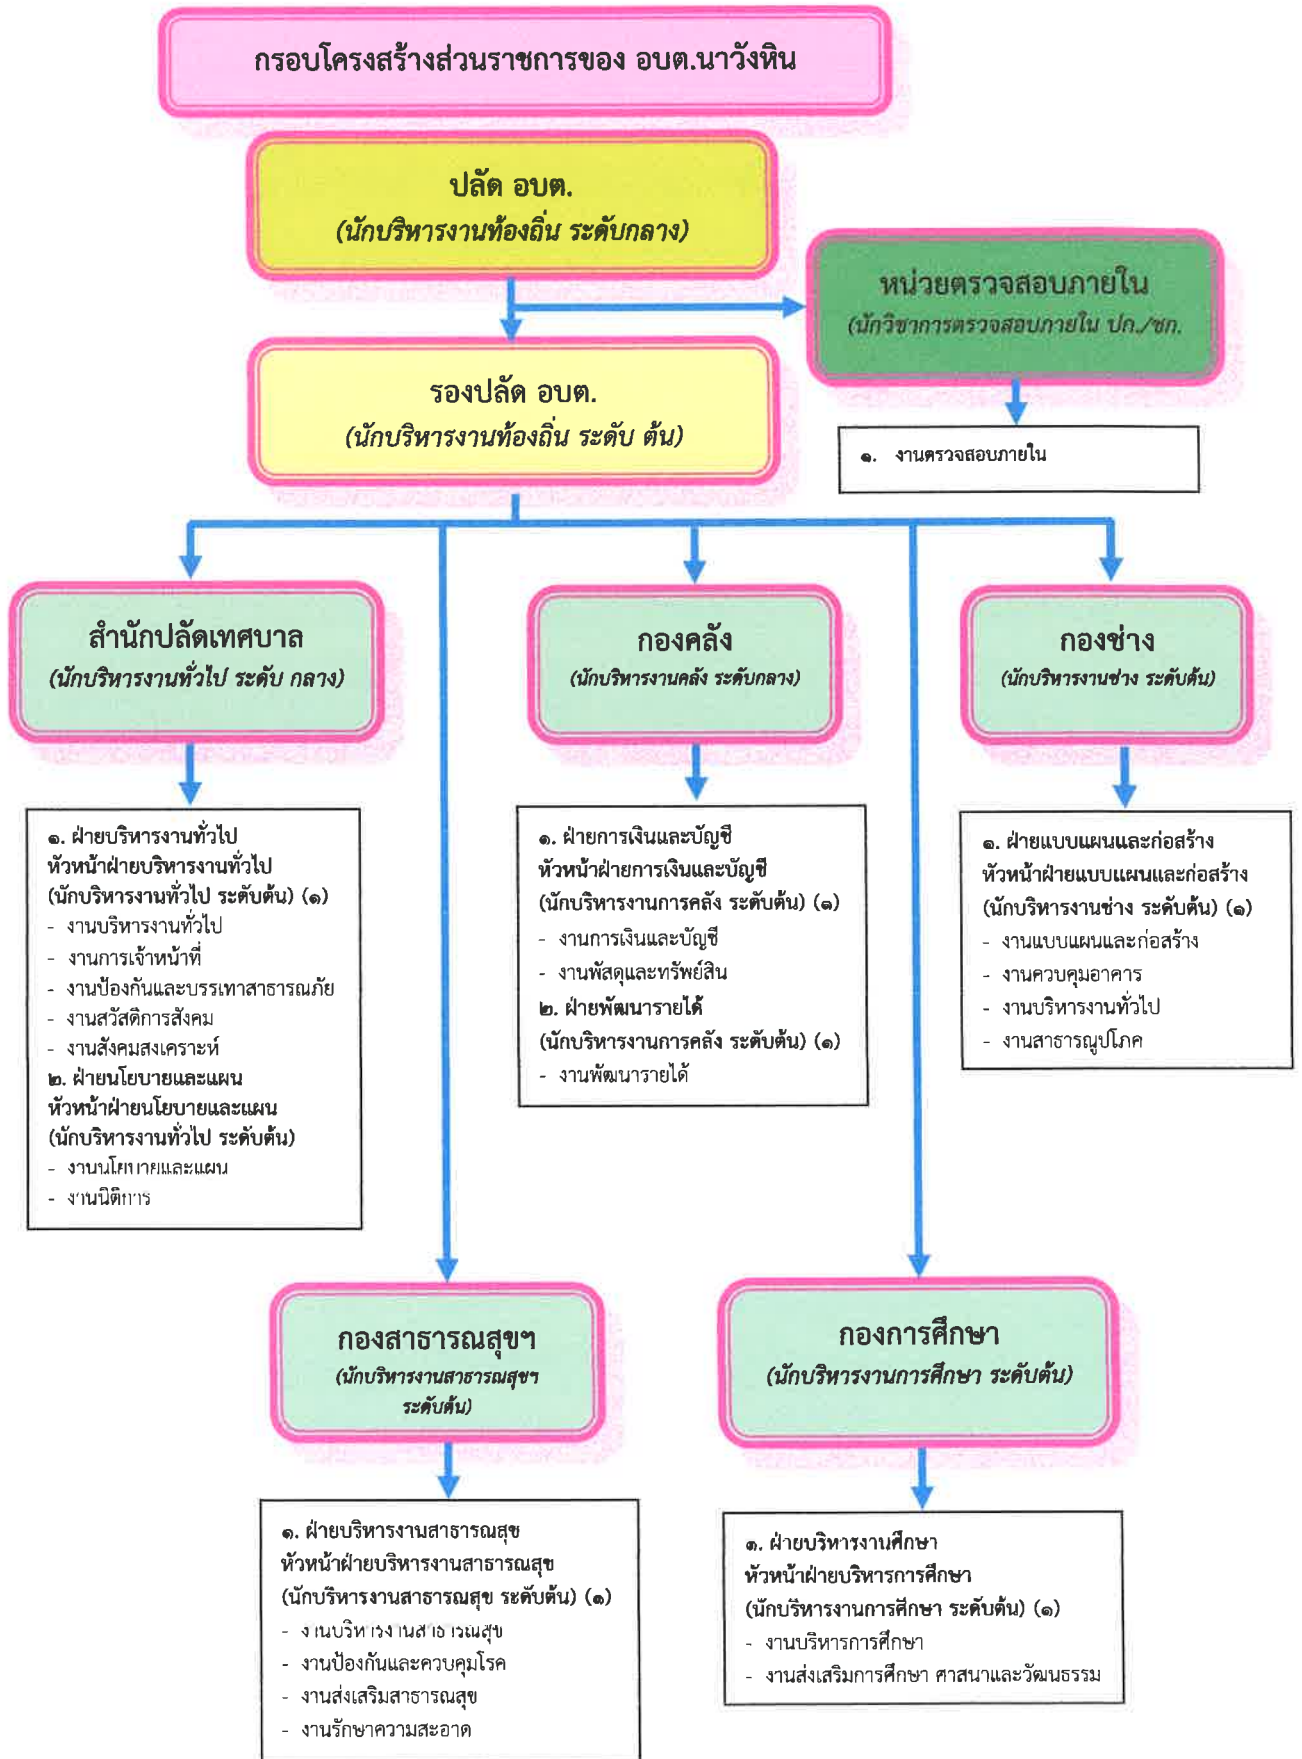 กรอบโครงสร้างส่วนราชการของ อบต.นาวังหิน
ปลัด อบต.
(นักบริหารงานท้องถิ่น ระดับกลาง)
หน่วยตรวจสอบภายใน
(นักวิชาการตรวจสอบภายใน ปก./ชก.
รองปลัด อบต.
(นักบริหารงานท้องถิ่น ระดับ ต้น)
๑. งานตรวจสอบภายใน
สำนักปลัดเทศบาล
(นักบริหารงานทั่วไป ระดับ กลาง)
กองคลัง
(นักบริหารงานคลัง ระดับกลาง)
กองช่าง
(นักบริหารงานช่าง ระดับต้น)
๑. ฝ่ายบริหารงานทั่วไป
หัวหน้าฝ่ายบริหารงานทั่วไป
(นักบริหารงานทั่วไป ระดับต้น) (๑)
- งานบริหารงานทั่วไป
- งานการเจ้าหน้าที่
- งานป้องกันและบรรเทาสาธารณภัย
- งานสวัสดิการสังคม
- งานสังคมสงเคราะห์
๒. ฝ่ายนโยบายและแผน
หัวหน้าฝ่ายนโยบายและแผน
(นักบริหารงานทั่วไป ระดับต้น)
- งานนโยบายและแผน
- งานนิติการ
๑. ฝ่ายการเงินและบัญชี
หัวหน้าฝ่ายการเงินและบัญชี
(นักบริหารงานการคลัง ระดับต้น) (๑)
- งานการเงินและบัญชี
- งานพัสดุและทรัพย์สิน
๒. ฝ่ายพัฒนารายได้
(นักบริหารงานการคลัง ระดับต้น) (๑)
- งานพัฒนารายได้
๑. ฝ่ายแบบแผนและก่อสร้าง
หัวหน้าฝ่ายแบบแผนและก่อสร้าง
(นักบริหารงานช่าง ระดับต้น) (๑)
- งานแบบแผนและก่อสร้าง
- งานควบคุมอาคาร
- งานบริหารงานทั่วไป
- งานสาธารณูปโภค
กองสาธารณสุขฯ
(นักบริหารงานสาธารณสุขฯ
ระดับต้น)
กองการศึกษา
(นักบริหารงานการศึกษา ระดับต้น)
๑. ฝ่ายบริหารงานสาธารณสุข
หัวหน้าฝ่ายบริหารงานสาธารณสุข
(นักบริหารงานสาธารณสุข ระดับต้น) (๑)
- งานบริหารงานสาธารณสุข
- งานป้องกันและควบคุมโรค
- งานส่งเสริมสาธารณสุข
- งานรักษาความสะอาด
๑. ฝ่ายบริหารงานศึกษา
หัวหน้าฝ่ายบริหารการศึกษา
(นักบริหารงานการศึกษา ระดับต้น) (๑)
- งานบริหารการศึกษา
- งานส่งเสริมการศึกษา ศาสนาและวัฒนธรรม